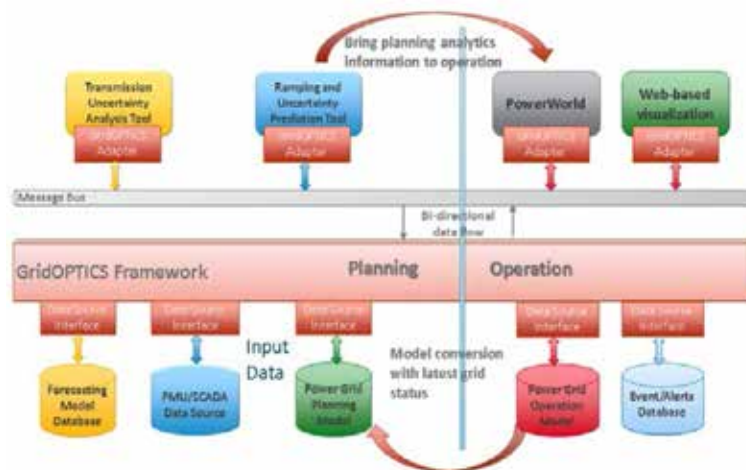 Bring planning analytics
information to operation
Transmission
Uncertainty
Analysis Tool
GridOPTICS
Adapter
Ramping and
Uncertainty
Prediction Tool
GridOPTICS
Adapter
PowerWorld
GridOPTICS
Adapter
Web-based
visualization
GridOPTICS
Adapter
Message Bus
Bi-directional
data flow
GridOPTICS Framework
Planning
Operation
Data Source
Interface
Data Source
Interface
Data Source
Interface
Data Source
Interface
Data Source
Interface
Input
Data
Model conversion
with latest grid
status
Forecasting
Model
Database
PMU/SCADA
Data Source
Power Grid
Planning
Model
Power Grid
Operation
Model
Event/Alerts
Database